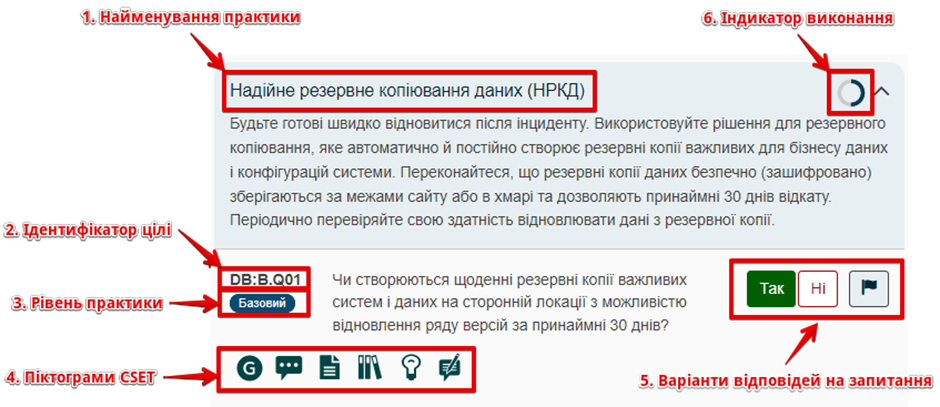 1. Найменування практики
6. Індикатор виконання
Надійне резервне копіювання даних (НРКД)
Будьте готові швидко відновитися після інциденту. Використовуйте рішення для резервного
копіювання, яке автоматично й постійно створює резервні копії важливих для бізнесу даних
і конфігурацій системи. Переконайтеся, що резервні копії даних безпечно (зашифровано)
зберігаються за межами сайту або в хмарі та дозволяють принаймні 30 днів відкату.
Періодично перевіряйте свою здатність відновлювати дані з резервної копії.
2. Ідентифікатор цілі
DB:B.Q01
3. Рівень практики
Базовий
Чи створюються щоденні резервні копії важливих
систем і даних на сторонній локації з можливістю
відновлення ряду версій за принаймні 30 днів?
Так
Ні
4. Піктограми CSET
G
5. Варіанти відповідей на запитання